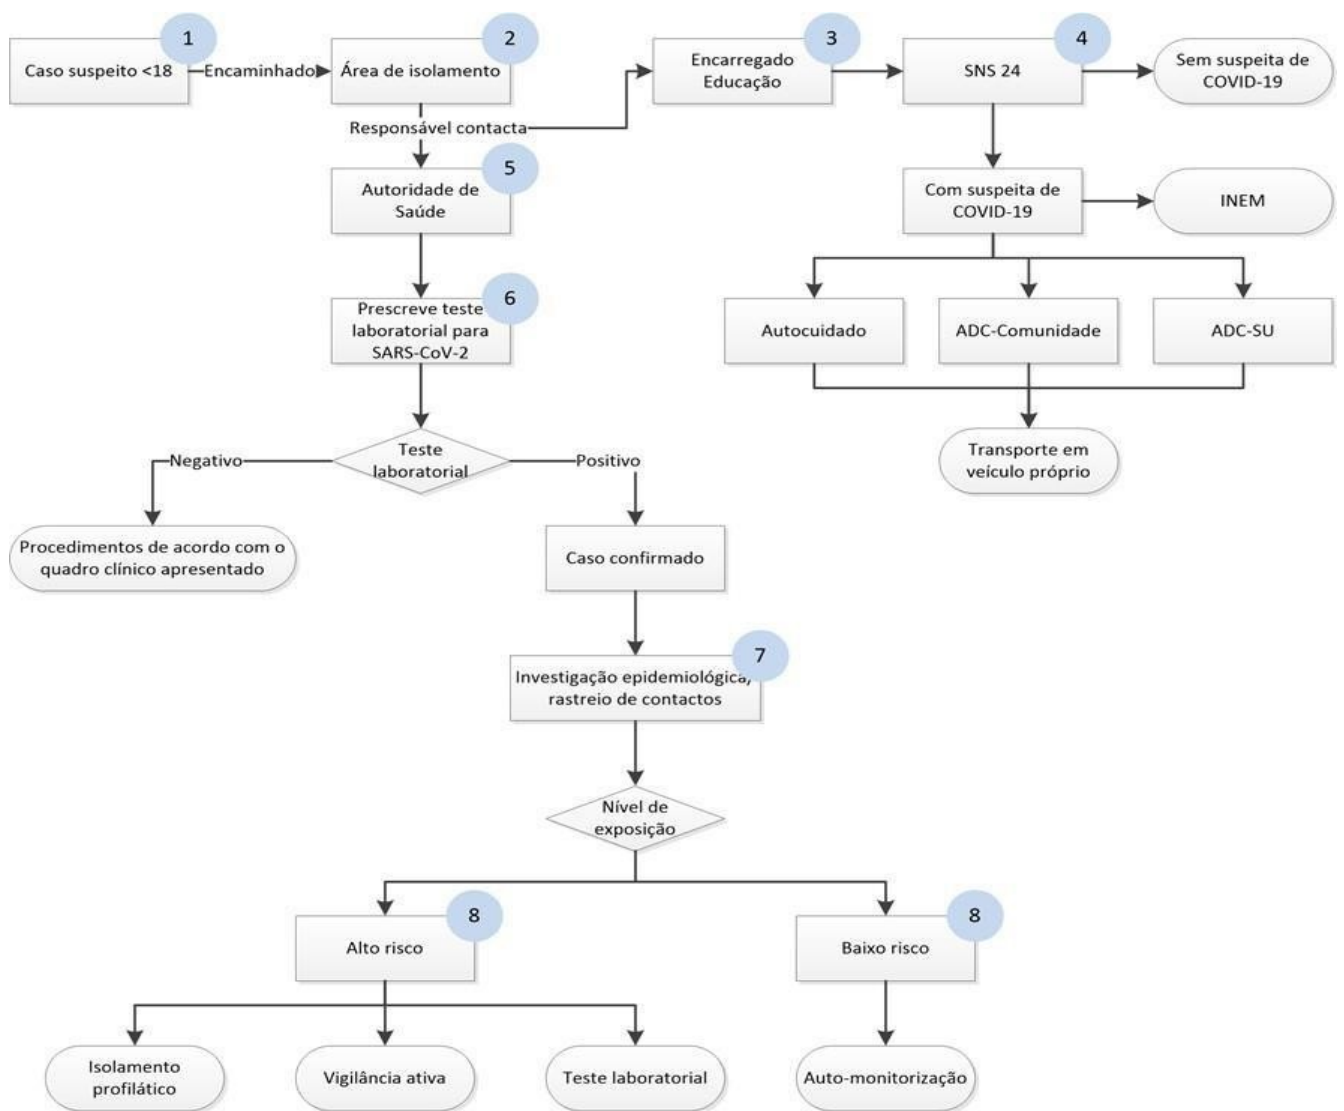 1
Caso suspeito <18
Encaminhado
2
Área de isolamento
3
Encarregado
Educação
4
SNS 24
Sem suspeita de
COVID-19
Responsável contacta
5
Autoridade de
Saúde
Com suspeita de
COVID-19
INEM
6
Prescreve teste
laboratorial para
SARS-CoV-2
Autocuidado
ADC-Comunidade
ADC-SU
Transporte em
veículo próprio
Negativo
Teste
laboratorial
Positivo
Procedimentos de acordo com o
quadro clínico apresentado
Caso confirmado
7
Investigação epidemiológica/
rastreio de contactos
Nível de
exposição
8
Alto risco
8
Baixo risco
Isolamento
profilático
Vigilância ativa
Teste laboratorial
Auto-monitorização